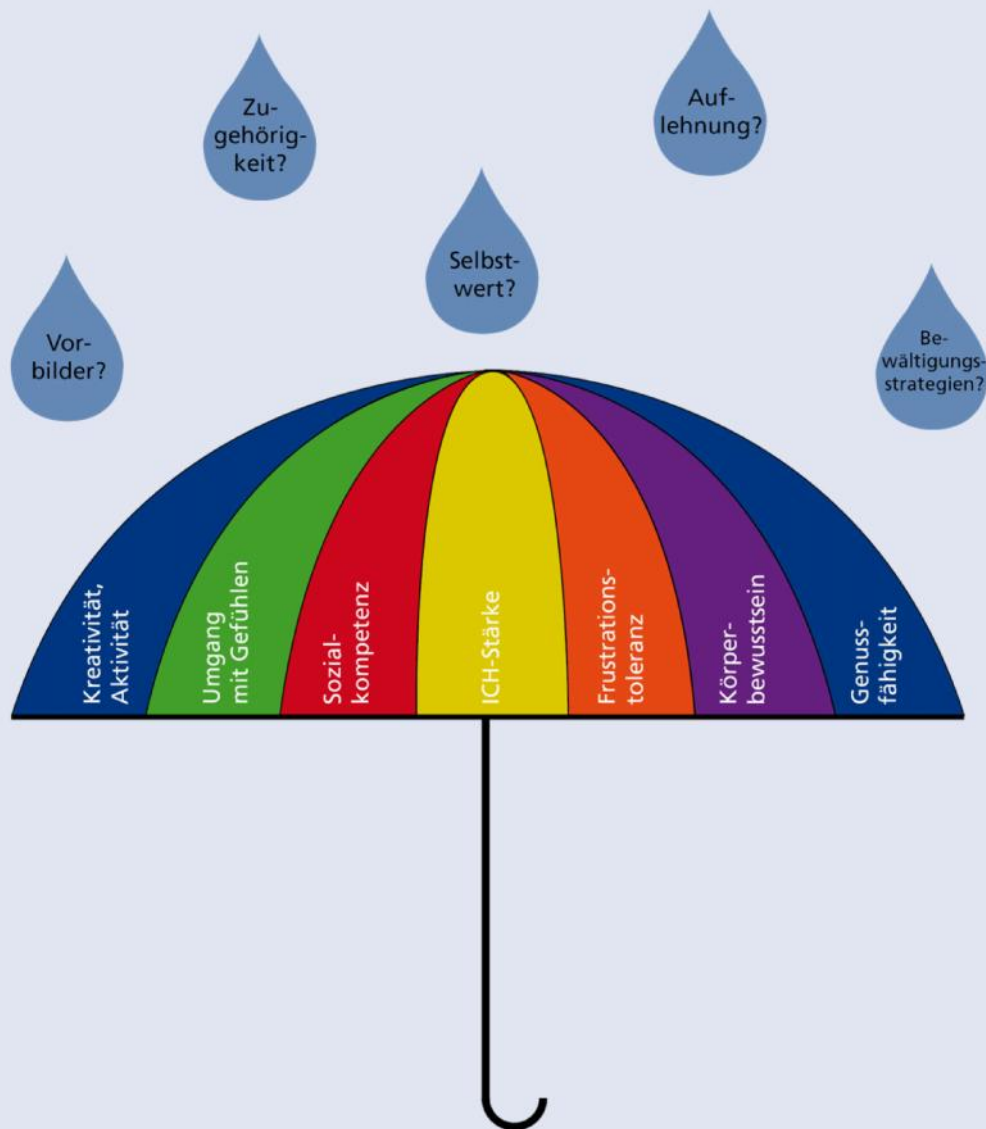 Zu-
gehörig-
keit?
Auf-
lehnung?
Selbst-
wert?
Vor-
bilder?
Be-
wältigungs-
strategien?
Kreativität,
Aktivität
Umgang
mit Gefühlen
Sozial-
kompetenz
ICH-Stärke
Frustrations-
toleranz
Körper-
bewusstsein
Genuss-
fähigkeit